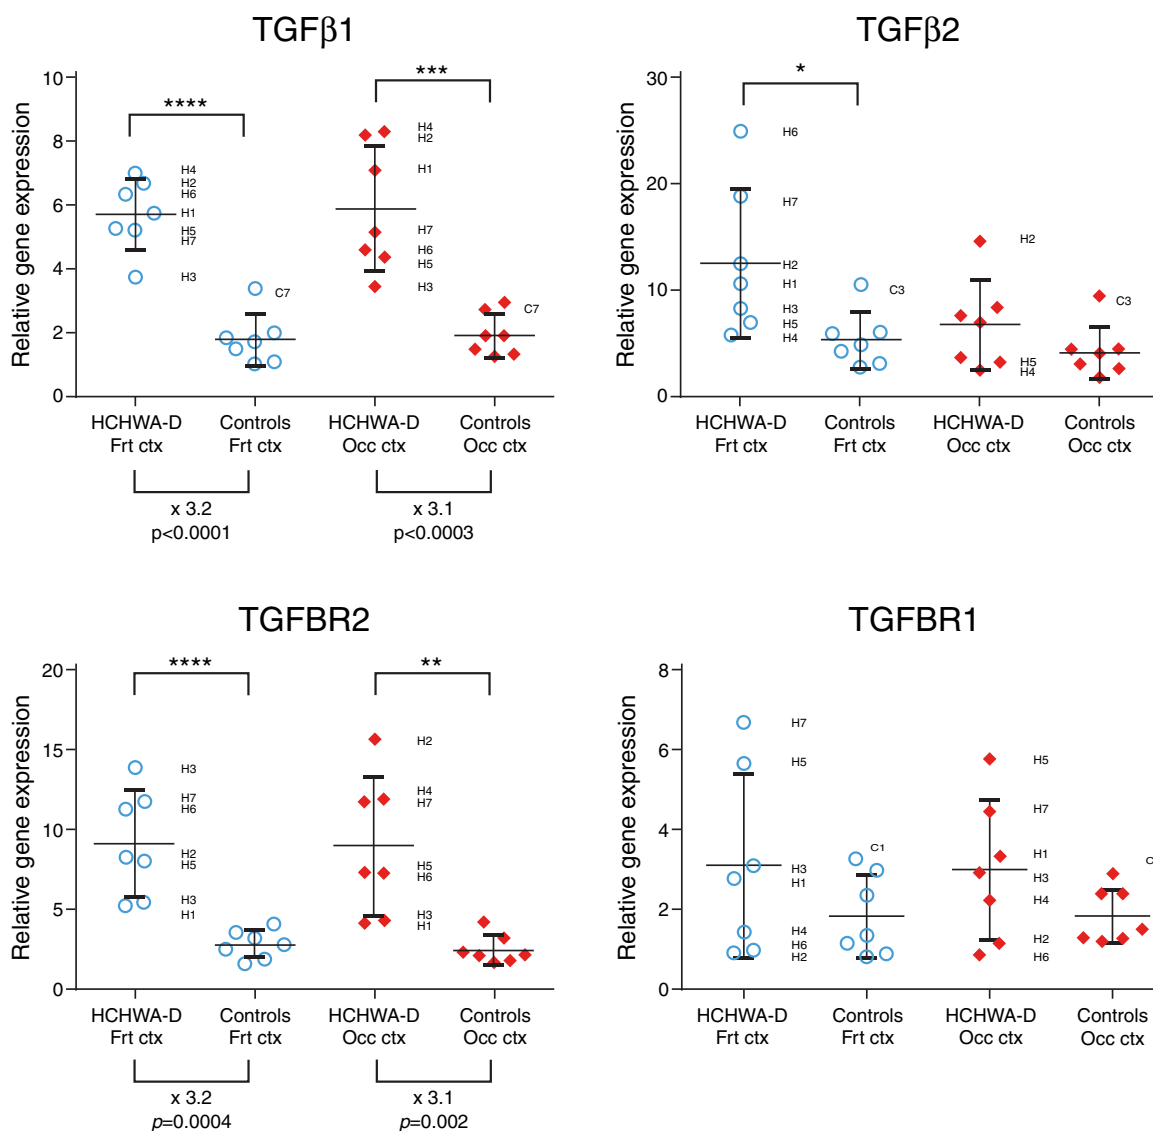 TGFβ1
Relative gene expression
10
8
6
4
2
0
****
***
H4
H2
H6
H1
H5
H7
H3
C7
H4
H2
H1
H7
H6
H5
H3
C7
HCHWA-D
Frt ctx
Controls
Frt ctx
HCHWA-D
Occ ctx
Controls
Occ ctx
x 3.2
p<0.0001
x 3.1
p<0.0003
TGFβ2
Relative gene expression
30
20
10
0
*
H6
H7
H2
H1
H3
H5
H4
C3
H2
H5
H4
C3
HCHWA-D
Frt ctx
Controls
Frt ctx
HCHWA-D
Occ ctx
Controls
Occ ctx
TGFBR2
Relative gene expression
20
15
10
5
0
****
**
H3
H7
H6
H2
H5
H3
H1
H2
H4
H7
H5
H6
H3
H1
HCHWA-D
Frt ctx
Controls
Frt ctx
HCHWA-D
Occ ctx
Controls
Occ ctx
x 3.2
p=0.0004
x 3.1
p=0.002
TGFBR1
Relative gene expression
8
6
4
2
0
H7
H5
H3
H1
H4
H6
H2
C1
H5
H7
H1
H3
H4
H2
H6
HCHWA-D
Frt ctx
Controls
Frt ctx
HCHWA-D
Occ ctx
Controls
Occ ctx